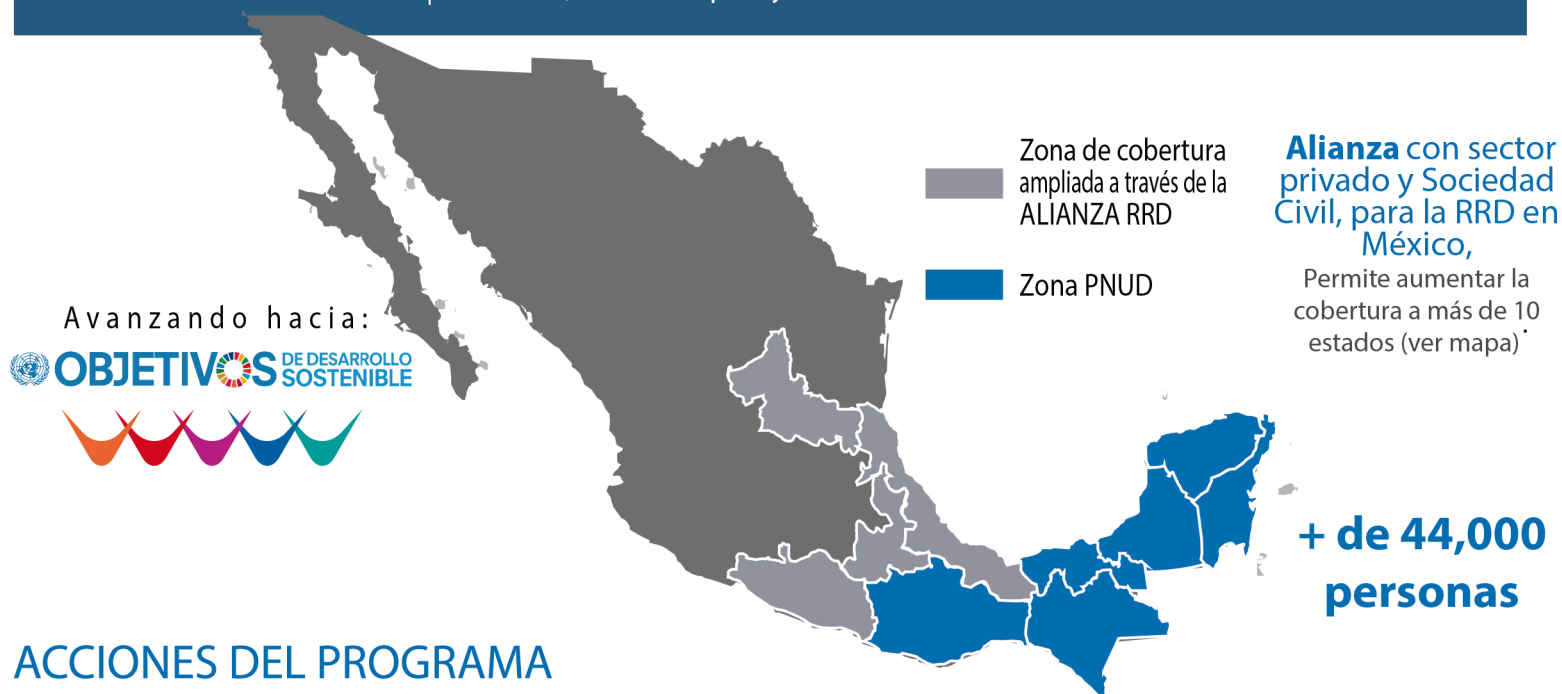 Zona de cobertura
ampliada a través de la
ALIANZA RRD
Zona PNUD
Alianza con sector
privado y Sociedad
Civil, para la RRD en
México,
Permite aumentar la
cobertura a más de 10
estados (ver mapa)
Avanzando hacia:
OBJETIVOS DE DESARROLLO
SOSTENIBLE
+ de 44,000
personas
ACCIONES DEL PROGRAMA